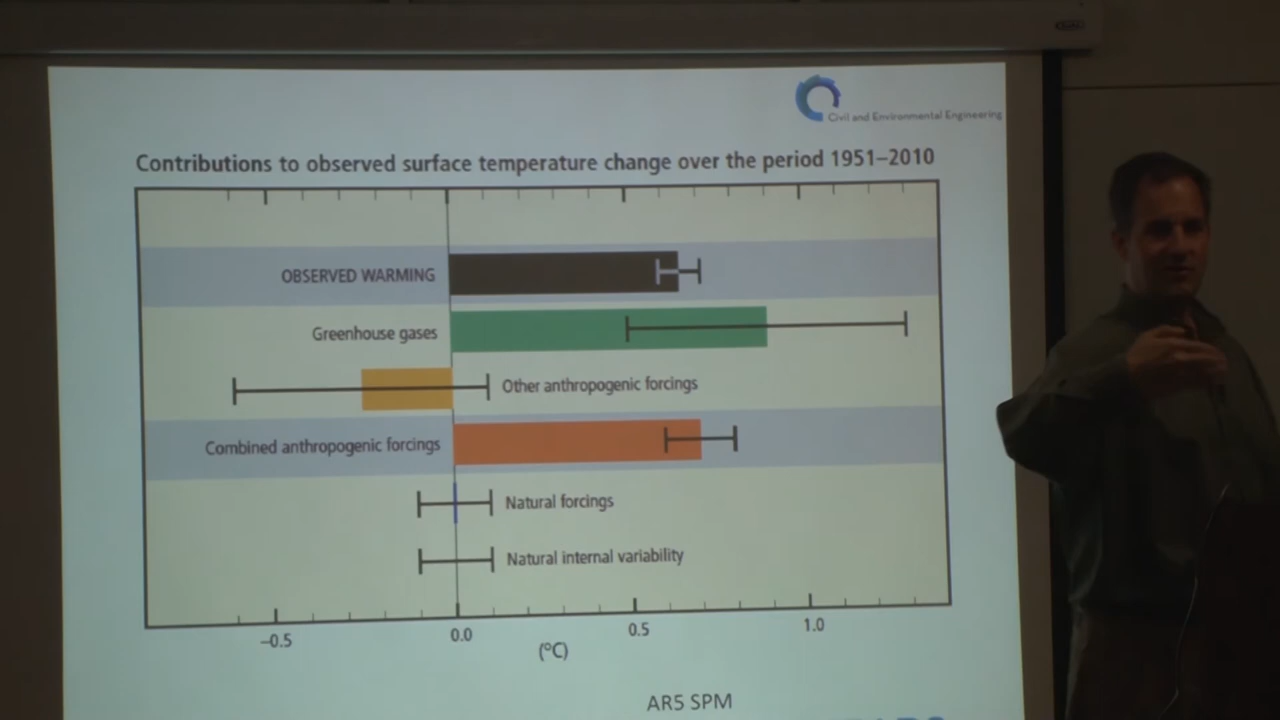 Civil and Environmental Engineering
Contributions to observed surface temperature change over the period 1951–2010
OBSERVED WARMING
Greenhouse gases
Other anthropogenic forcings
Combined anthropogenic forcings
Natural forcings
Natural internal variability
–0.5 0.0 0.5 1.0
(°C)
AR5 SPM